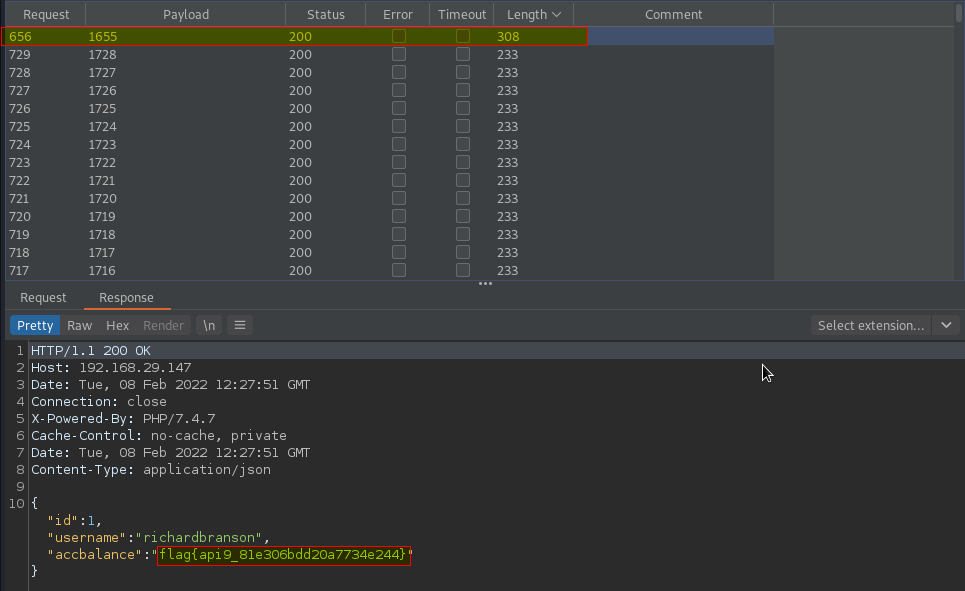 Request Payload Status Error Timeout Length Comment
656 1655 200 308
729 1728 200 233
728 1727 200 233
727 1726 200 233
726 1725 200 233
725 1724 200 233
724 1723 200 233
723 1722 200 233
722 1721 200 233
721 1720 200 233
720 1719 200 233
719 1718 200 233
718 1717 200 233
717 1716 200 233
Request Response
Pretty Raw Hex Render \n Select extension...
1 HTTP/1.1 200 OK
2 Host: 192.168.29.147
3 Date: Tue, 08 Feb 2022 12:27:51 GMT
4 Connection: close
5 X-Powered-By: PHP/7.4.7
6 Cache-Control: no-cache, private
7 Date: Tue, 08 Feb 2022 12:27:51 GMT
8 Content-Type: application/json
9
10 {
"id":1,
"username":"richardbranson",
"accbalance":"flag{api9_81e306bdd20a7734e244}"
}